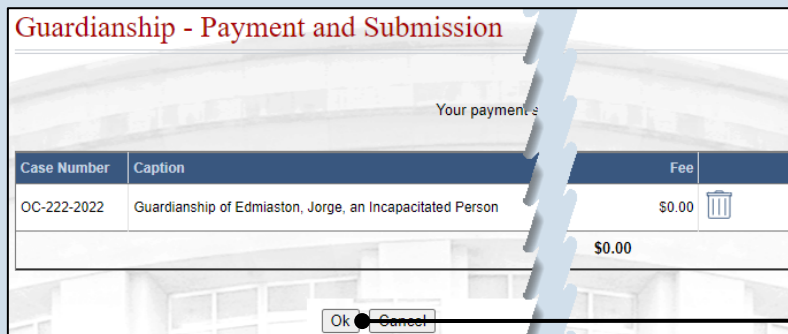 Guardianship - Payment and Submission
Your payment
Case Number Caption Fee
OC-222-2022 Guardianship of Edmiaston, Jorge, an Incapacitated Person $0.00
$0.00
Ok Cancel